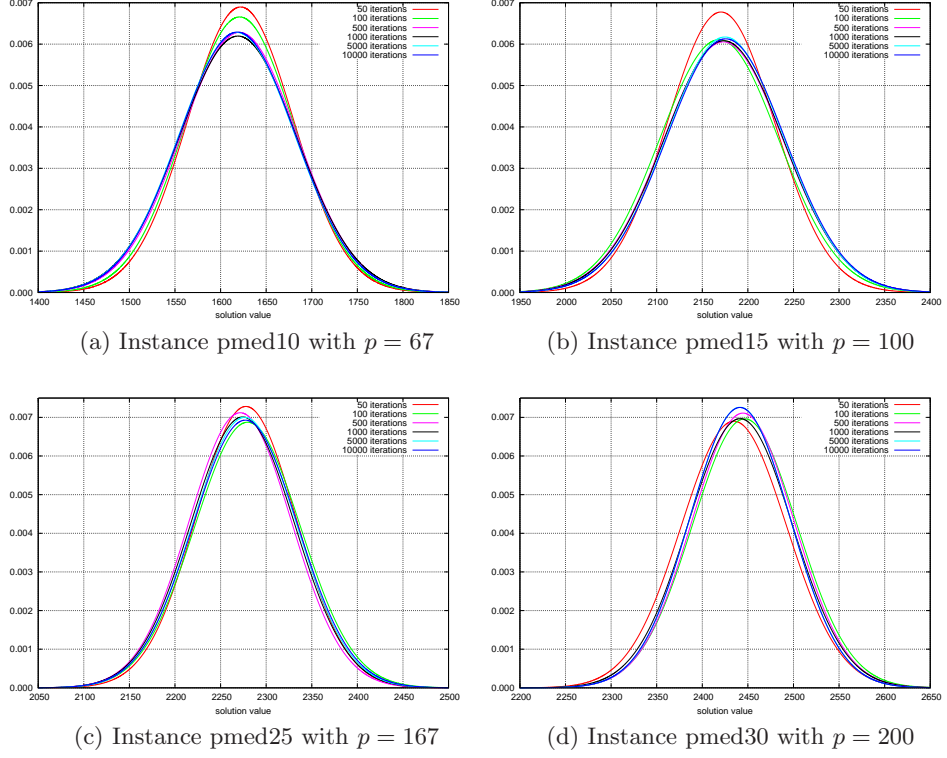 0.007
0.006
0.005
0.004
0.003
0.002
0.001
0.000
1400 1450 1500 1550 1600 1650 1700 1750 1800 1850
solution value
50 iterations
100 iterations
500 iterations
1000 iterations
5000 iterations
10000 iterations
(a) Instance pmed10 with p = 67
0.007
0.006
0.005
0.004
0.003
0.002
0.001
0.000
1950 2000 2050 2100 2150 2200 2250 2300 2350 2400
solution value
50 iterations
100 iterations
500 iterations
1000 iterations
5000 iterations
10000 iterations
(b) Instance pmed15 with p = 100
0.007
0.006
0.005
0.004
0.003
0.002
0.001
0.000
2050 2100 2150 2200 2250 2300 2350 2400 2450 2500
solution value
50 iterations
100 iterations
500 iterations
1000 iterations
5000 iterations
10000 iterations
(c) Instance pmed25 with p = 167
0.007
0.006
0.005
0.004
0.003
0.002
0.001
0.000
2200 2250 2300 2350 2400 2450 2500 2550 2600 2650
solution value
50 iterations
100 iterations
500 iterations
1000 iterations
5000 iterations
10000 iterations
(d) Instance pmed30 with p = 200